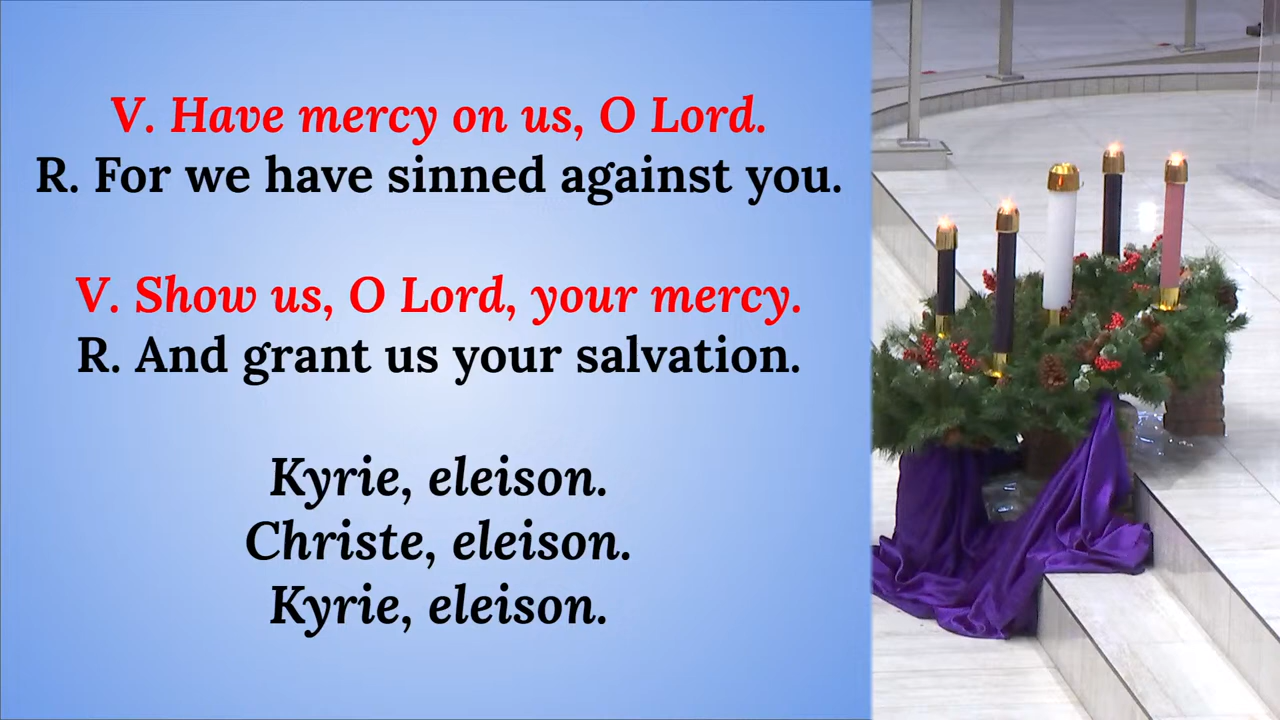 V. Have mercy on us, O Lord.
R. For we have sinned against you.
V. Show us, O Lord, your mercy.
R. And grant us your salvation.
Kyrie, eleison.
Christe, eleison.
Kyrie, eleison.